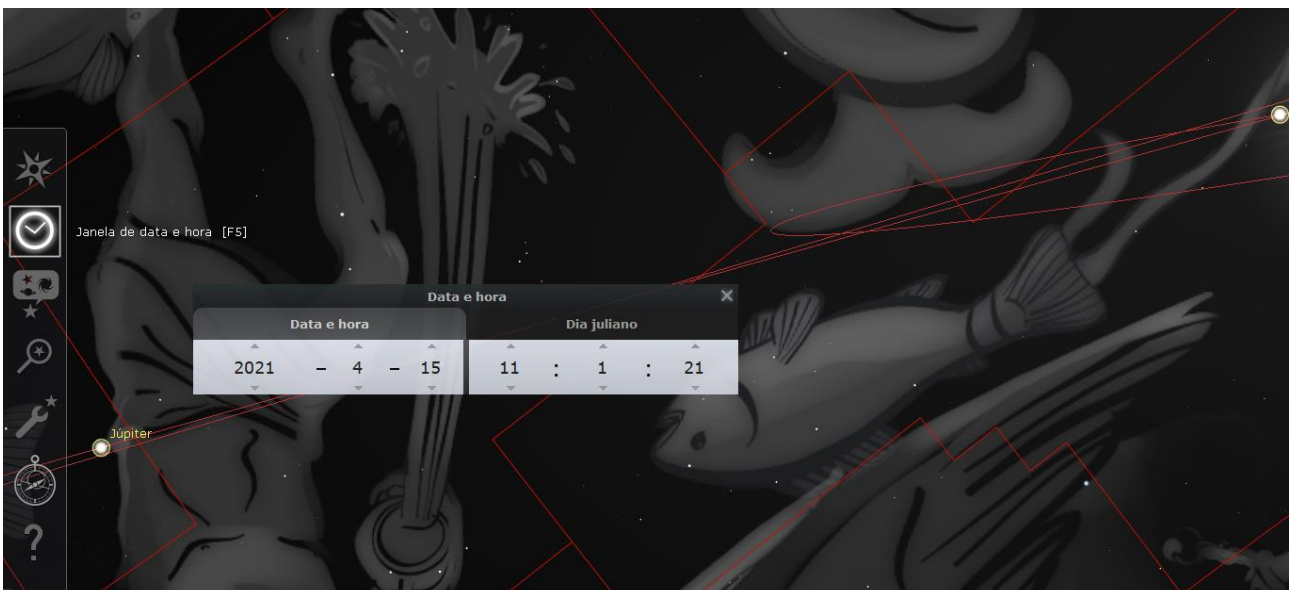 Janela de data e hora [F5]
Data e hora
Data e hora Dia juliano
2021 – 4 – 15 11 : 1 : 21
Júpiter
?